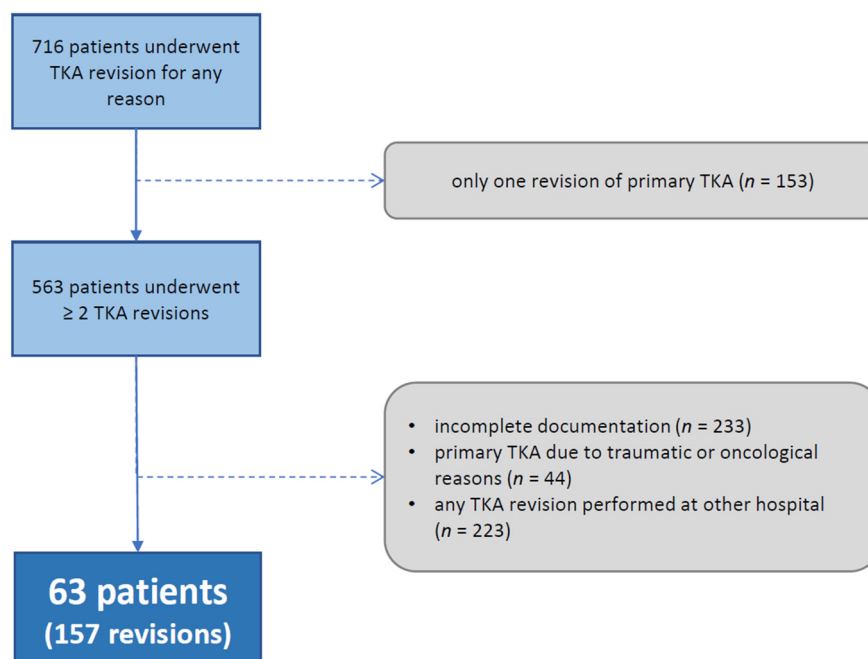 716 patients underwent
TKA revision for any
reason
only one revision of primary TKA (n = 153)
563 patients underwent
≥ 2 TKA revisions
• incomplete documentation (n = 233)
• primary TKA due to traumatic or oncological
reasons (n = 44)
• any TKA revision performed at other hospital
(n = 223)
63 patients
(157 revisions)